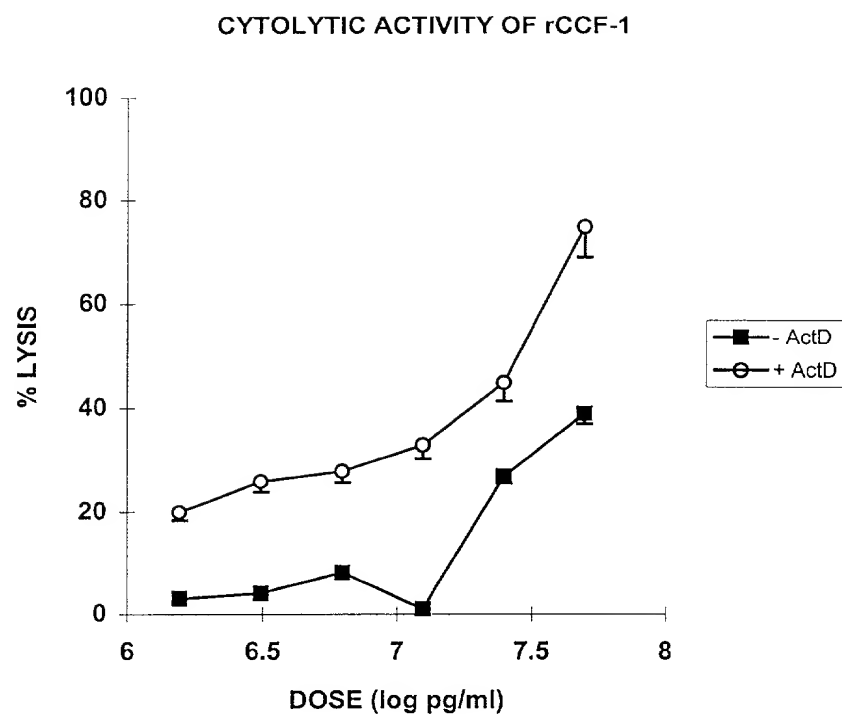 CYTOLYTIC ACTIVITY OF rCCF-1
100
80
60
40
20
0
% LYSIS
6
6.5
7
7.5
8
DOSE (log pg/ml)
- ActD
+ ActD